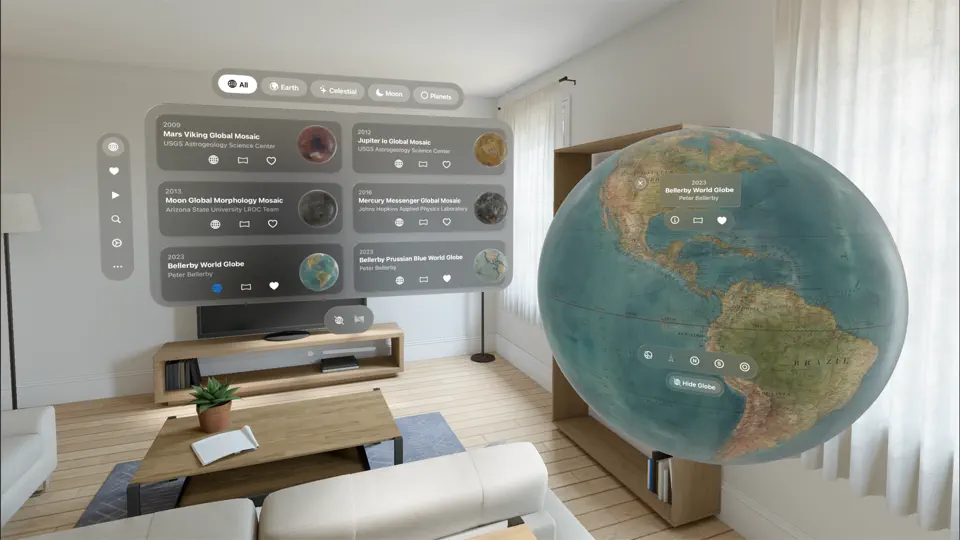 All
Earth
Celestial
Moon
Planets
2009
Mars Viking Global Mosaic
USGS Astrogeology Science Center
2012
Jupiter Io Global Mosaic
USGS Astrogeology Science Center
2013
Moon Global Morphology Mosaic
Arizona State University LROC Team
2016
Mercury Messenger Global Mosaic
Johns Hopkins Applied Physics Laboratory
2023
Bellerby World Globe
Peter Bellerby
2023
Bellerby Prussian Blue World Globe
Peter Bellerby
2023
Bellerby World Globe
Peter Bellerby
N
S
BRAZIL
Hide Globe